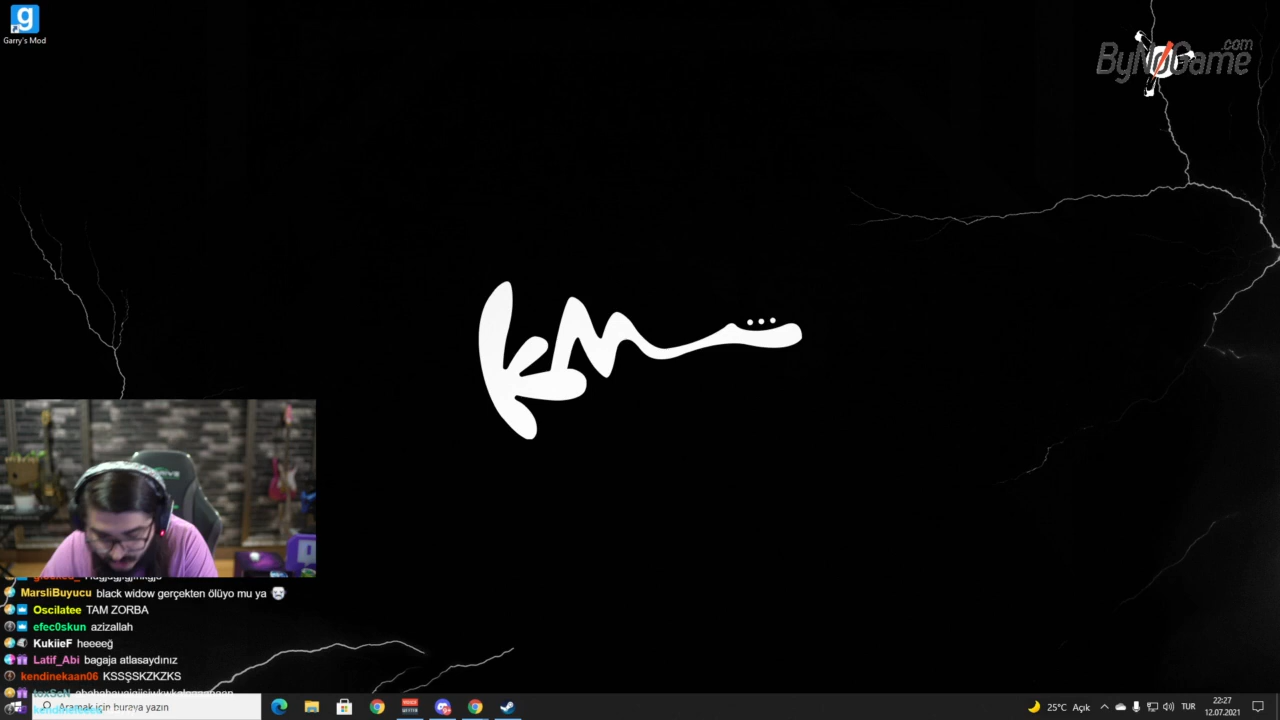 Garry's Mod
ByNoGame.com
MarsliBuyucu black widow gerçekten ölüyo mu ya
Oscilatee TAM ZORBA
efec0skun azizallah
KukiieF heeeeğ
Latif_Abi bagaja atlasaydınız
kendinekaan06 KSSŞSKZKZKS
toxScN
Aramak için buraya yazın
25°C Açık
TUR
22:27
12.07.2021